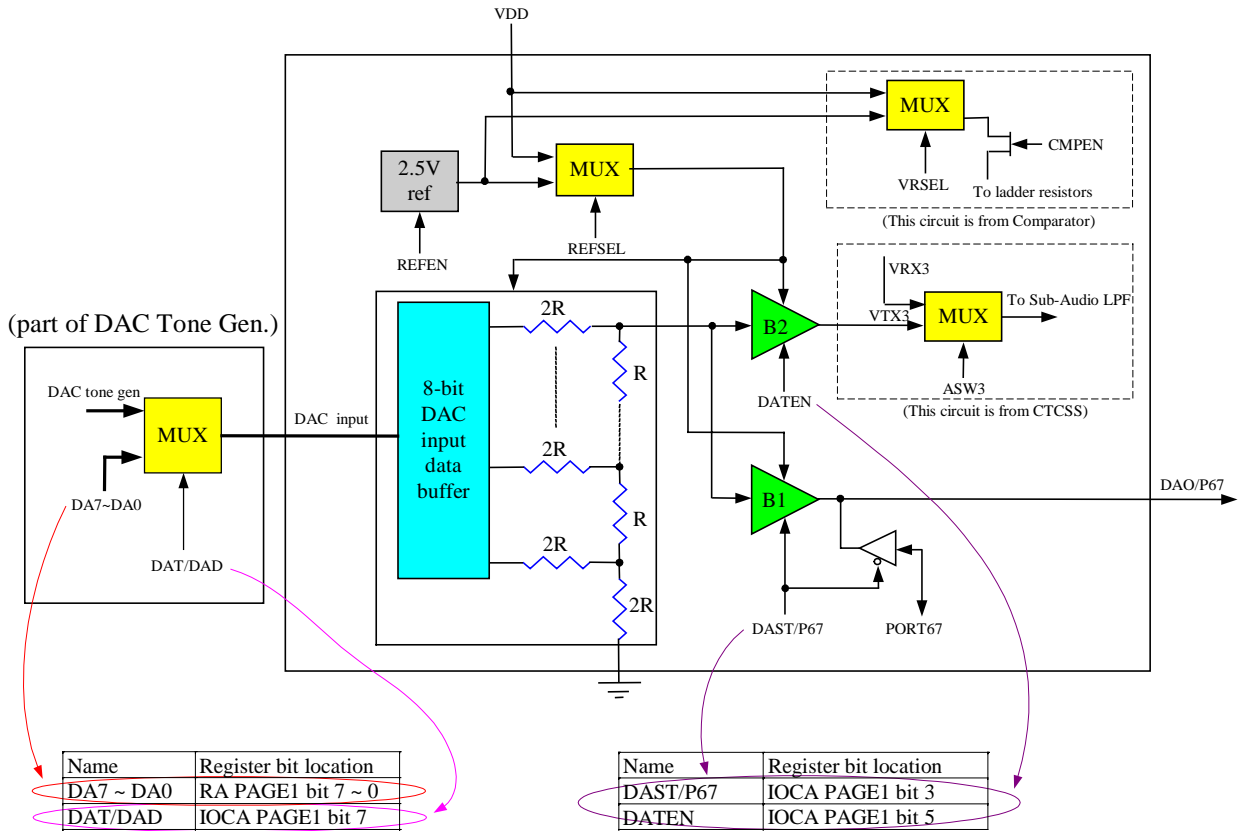 VDD
MUX
CMPEN
2.5V
ref
MUX
VRSEL
To ladder resistors
(This circuit is from Comparator)
REFEN
REFSEL
VRX3
To Sub-Audio LPF
VTX3
MUX
ASW3
(This circuit is from CTCSS)
(part of DAC Tone Gen.)
DAC tone gen
MUX
DA7~DA0
DAT/DAD
DAC input
8-bit
DAC
input
data
buffer
2R
R
2R
R
2R
2R
B2
DATEN
B1
DAO/P67
DAST/P67
PORT67
Name Register bit location
DA7 ~ DA0 RA PAGE1 bit 7 ~ 0
DAT/DAD IOCA PAGE1 bit 7
Name Register bit location
DAST/P67 IOCA PAGE1 bit 3
DATEN IOCA PAGE1 bit 5